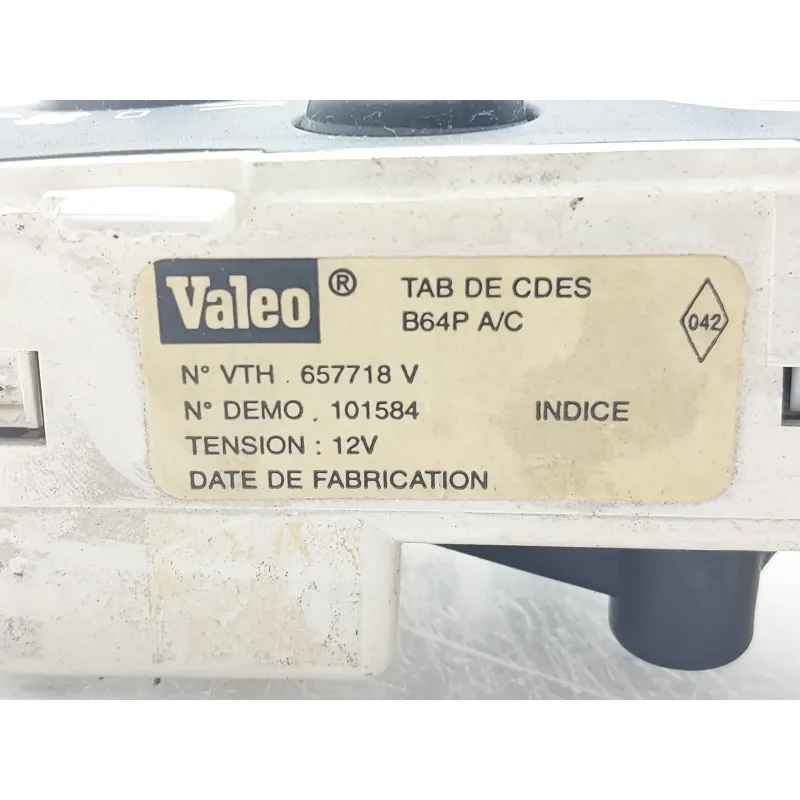 Valeo ® TAB DE CDES
B64P A/C
042
N° VTH . 657718 V
N° DEMO . 101584 INDICE
TENSION : 12V
DATE DE FABRICATION